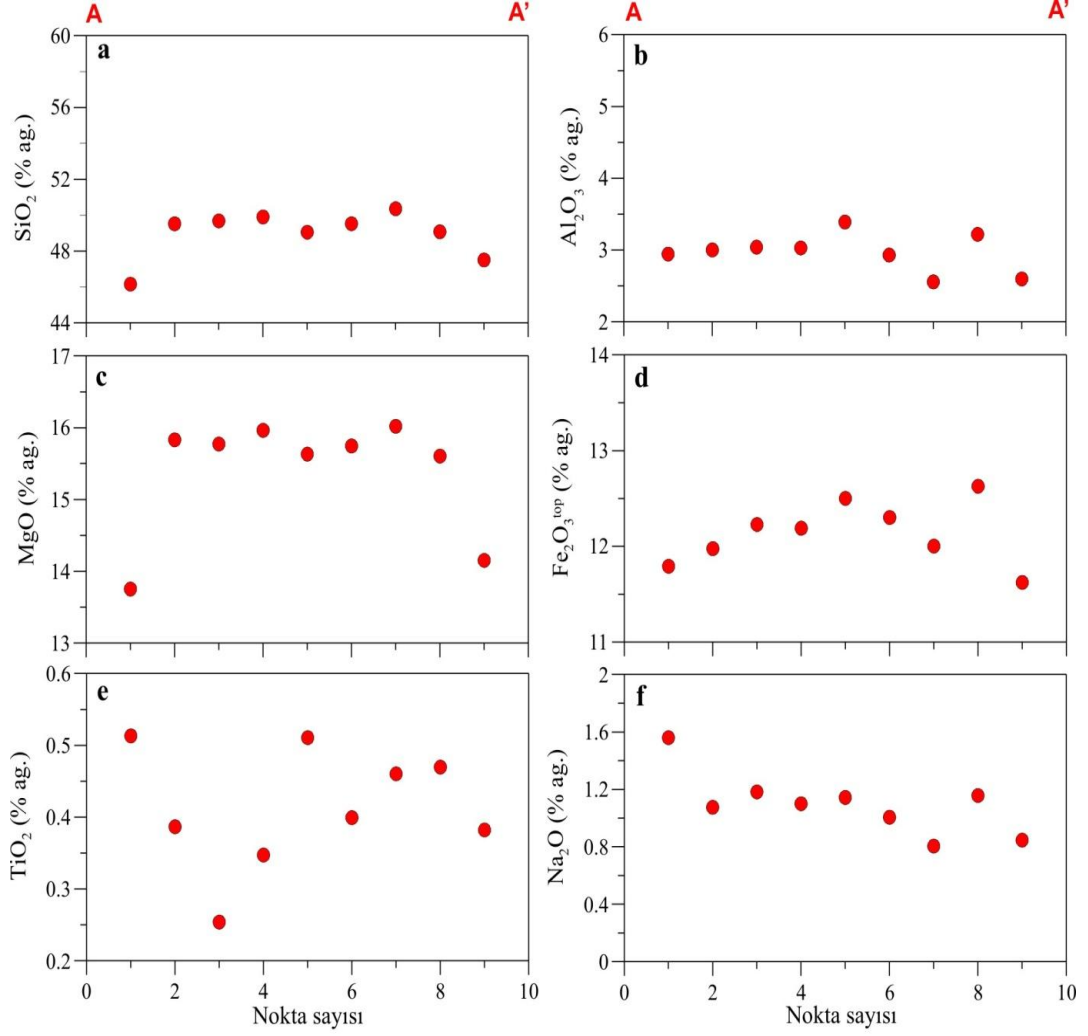 A A' A A'
a
60
56
52
48
44
SiO₂ (% ag.)
b
6
5
4
3
2
Al₂O₃ (% ag.)
c
17
16
15
14
13
MgO (% ag.)
d
14
13
12
11
Fe₂O₃ᵗᵒᵖ (% ag.)
e
0.6
0.5
0.4
0.3
0.2
TiO₂ (% ag.)
0 2 4 6 8 10
Nokta sayısı
f
2
1.6
1.2
0.8
0.4
0
Na₂O (% ag.)
0 2 4 6 8 10
Nokta sayısı